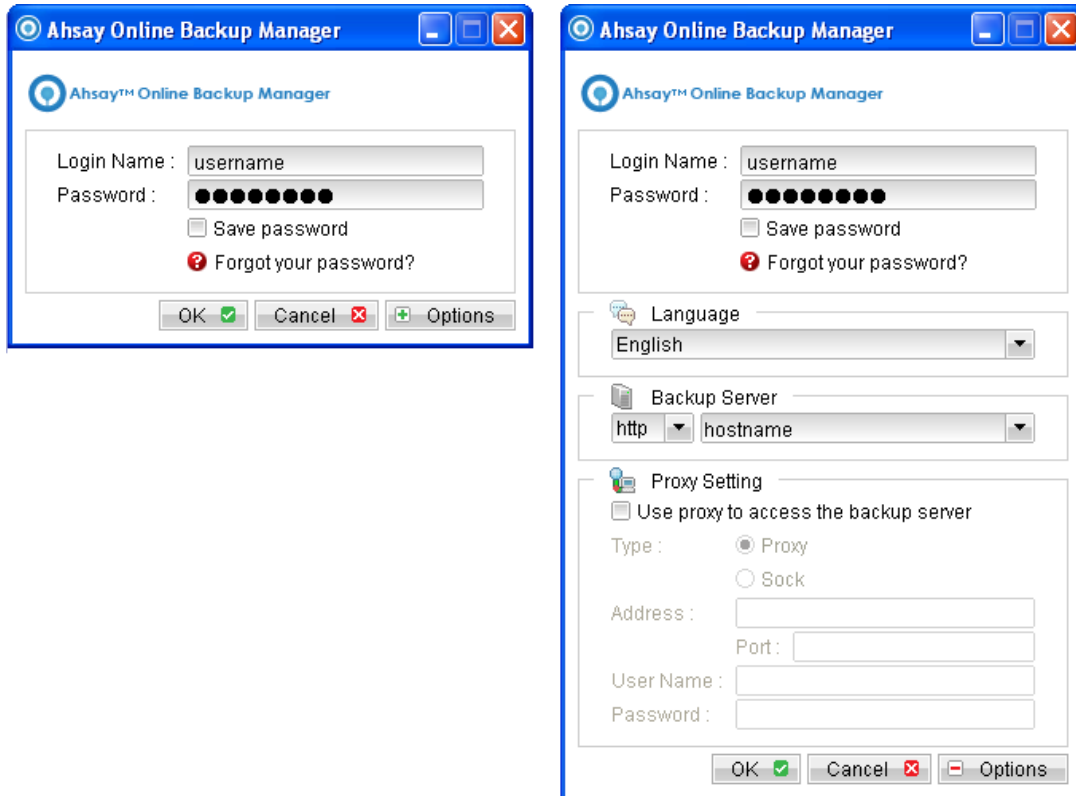 Ahsay Online Backup Manager
Ahsay™ Online Backup Manager
Login Name : username
Password :
Save password
Forgot your password?
OK Cancel Options
Ahsay Online Backup Manager
Ahsay™ Online Backup Manager
Login Name : username
Password :
Save password
Forgot your password?
Language
English
Backup Server
http hostname
Proxy Setting
Use proxy to access the backup server
Type : Proxy
Sock
Address :
Port :
User Name :
Password :
OK Cancel Options